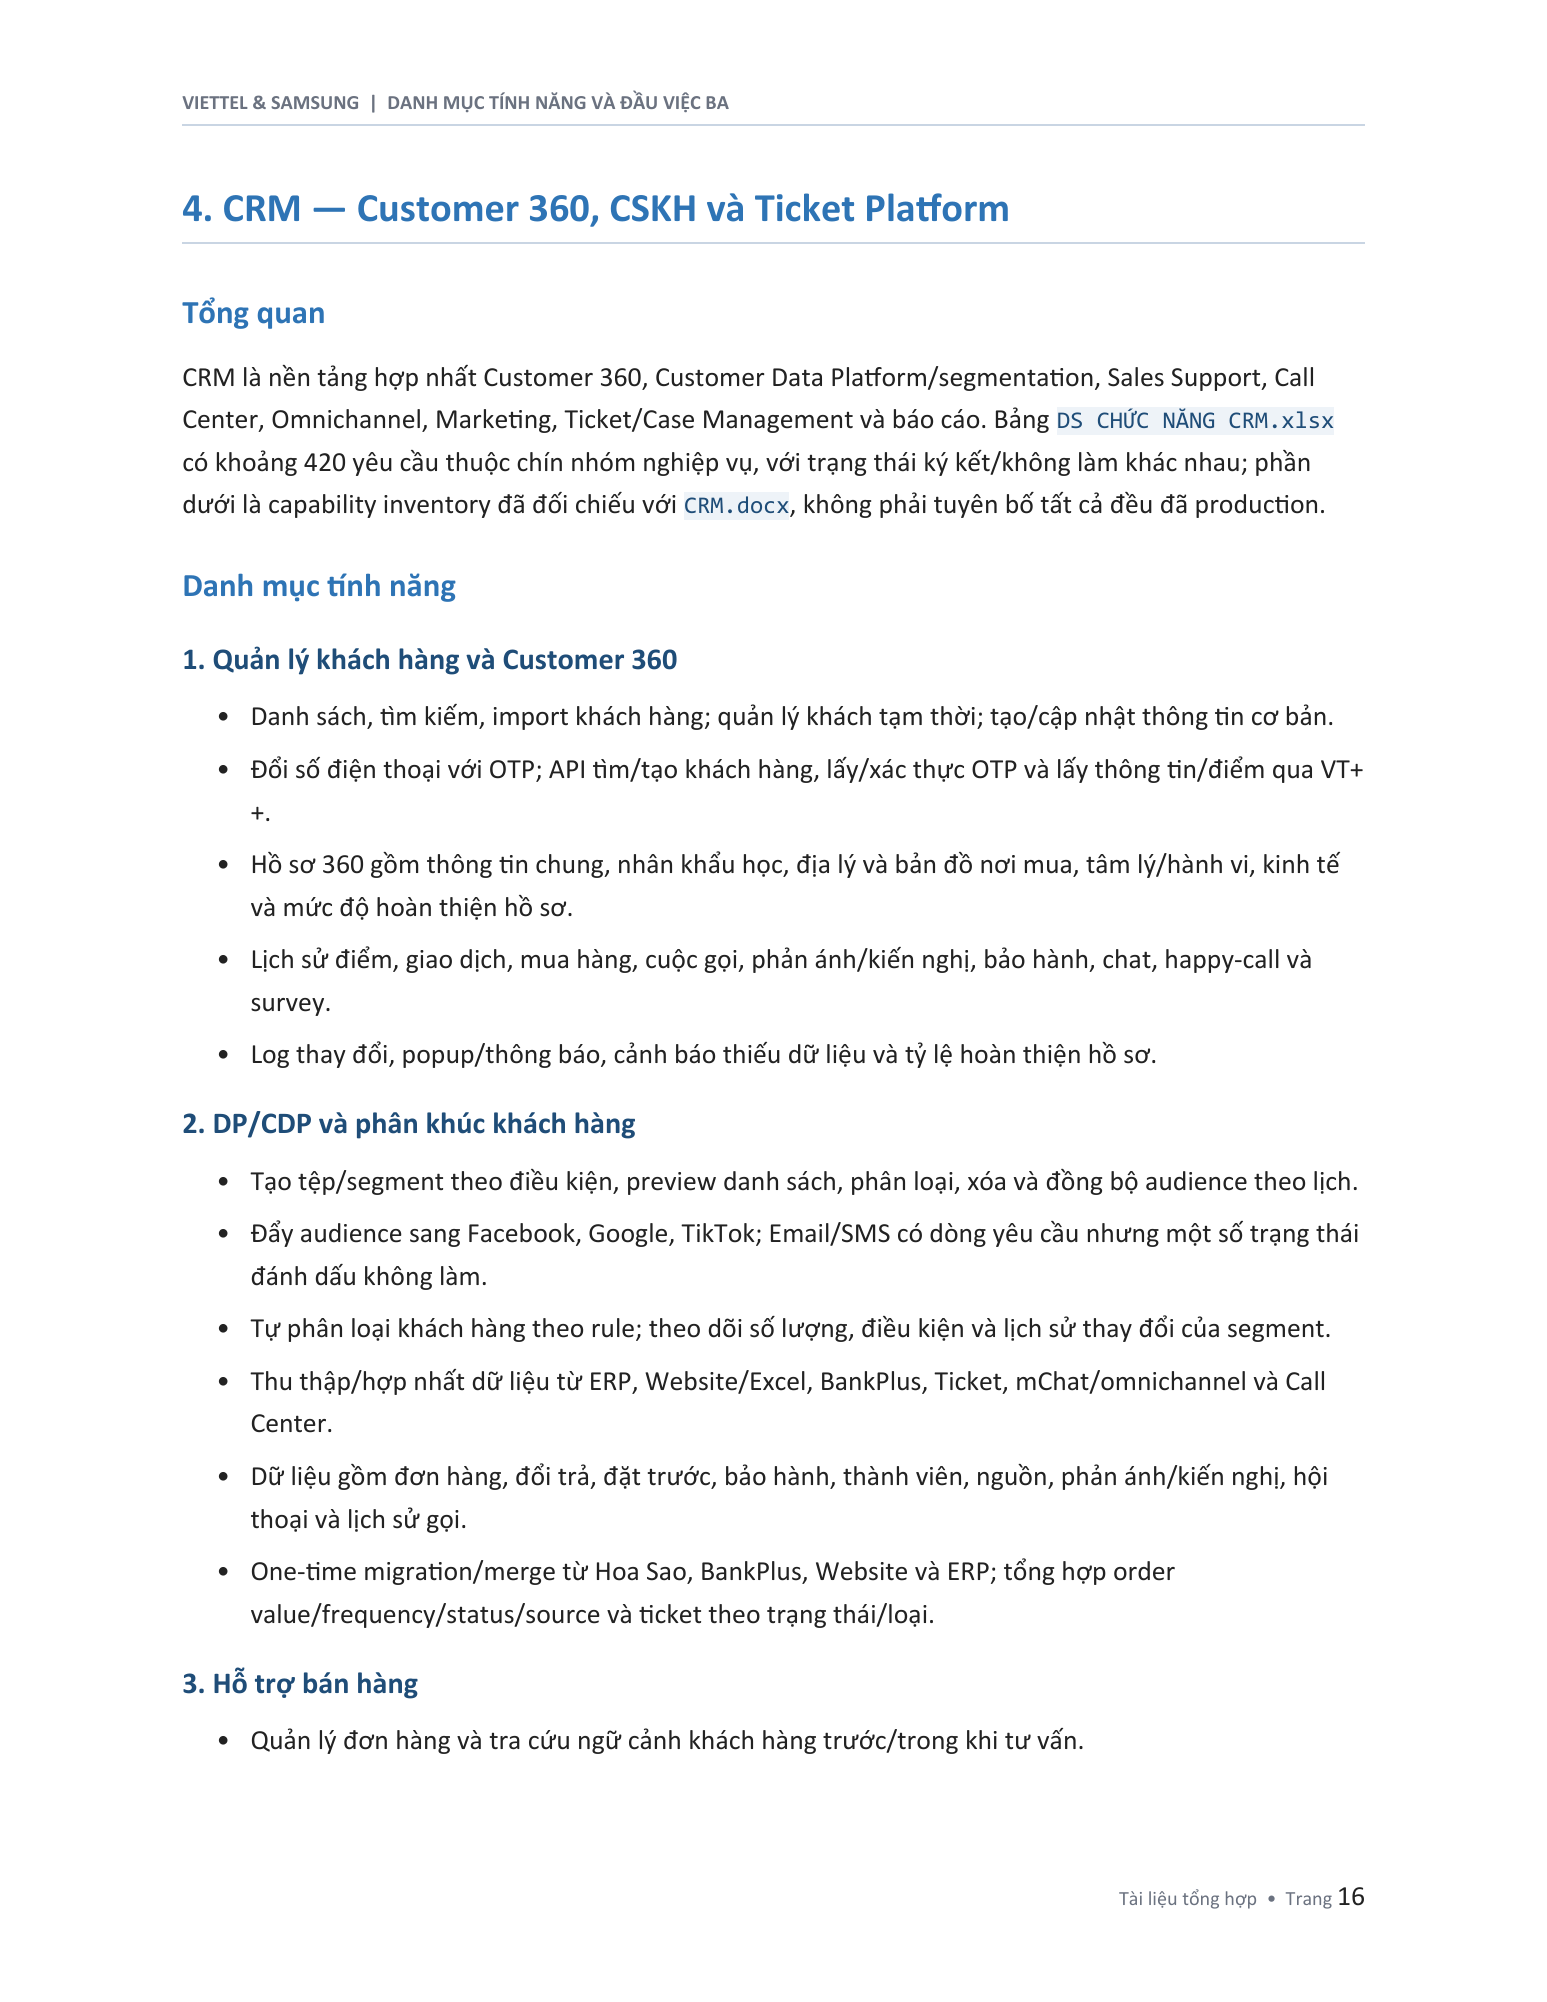 VIETTEL & SAMSUNG | DANH MỤC TÍNH NĂNG VÀ ĐẦU VIỆC BA
4. CRM — Customer 360, CSKH và Ticket Platform
Tổng quan
CRM là nền tảng hợp nhất Customer 360, Customer Data Platform/segmentation, Sales Support, Call
Center, Omnichannel, Marketing, Ticket/Case Management và báo cáo. Bảng DS CHỨC NĂNG CRM.xlsx
có khoảng 420 yêu cầu thuộc chín nhóm nghiệp vụ, với trạng thái ký kết/không làm khác nhau; phần
dưới là capability inventory đã đối chiếu với CRM.docx, không phải tuyên bố tất cả đều đã production.
Danh mục tính năng
1. Quản lý khách hàng và Customer 360
• Danh sách, tìm kiếm, import khách hàng; quản lý khách tạm thời; tạo/cập nhật thông tin cơ bản.
• Đổi số điện thoại với OTP; API tìm/tạo khách hàng, lấy/xác thực OTP và lấy thông tin/điểm qua VT+
+.
• Hồ sơ 360 gồm thông tin chung, nhân khẩu học, địa lý và bản đồ nơi mua, tâm lý/hành vi, kinh tế
và mức độ hoàn thiện hồ sơ.
• Lịch sử điểm, giao dịch, mua hàng, cuộc gọi, phản ánh/kiến nghị, bảo hành, chat, happy-call và
survey.
• Log thay đổi, popup/thông báo, cảnh báo thiếu dữ liệu và tỷ lệ hoàn thiện hồ sơ.
2. DP/CDP và phân khúc khách hàng
• Tạo tệp/segment theo điều kiện, preview danh sách, phân loại, xóa và đồng bộ audience theo lịch.
• Đẩy audience sang Facebook, Google, TikTok; Email/SMS có dòng yêu cầu nhưng một số trạng thái
đánh dấu không làm.
• Tự phân loại khách hàng theo rule; theo dõi số lượng, điều kiện và lịch sử thay đổi của segment.
• Thu thập/hợp nhất dữ liệu từ ERP, Website/Excel, BankPlus, Ticket, mChat/omnichannel và Call
Center.
• Dữ liệu gồm đơn hàng, đổi trả, đặt trước, bảo hành, thành viên, nguồn, phản ánh/kiến nghị, hội
thoại và lịch sử gọi.
• One-time migration/merge từ Hoa Sao, BankPlus, Website và ERP; tổng hợp order
value/frequency/status/source và ticket theo trạng thái/loại.
3. Hỗ trợ bán hàng
• Quản lý đơn hàng và tra cứu ngữ cảnh khách hàng trước/trong khi tư vấn.
Tài liệu tổng hợp • Trang 16